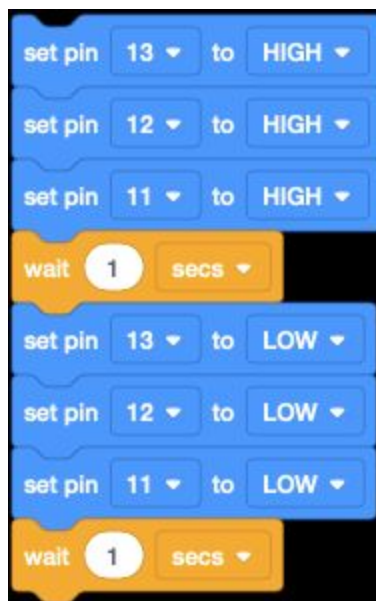 set pin 13 to HIGH
set pin 12 to HIGH
set pin 11 to HIGH
wait 1 secs
set pin 13 to LOW
set pin 12 to LOW
set pin 11 to LOW
wait 1 secs